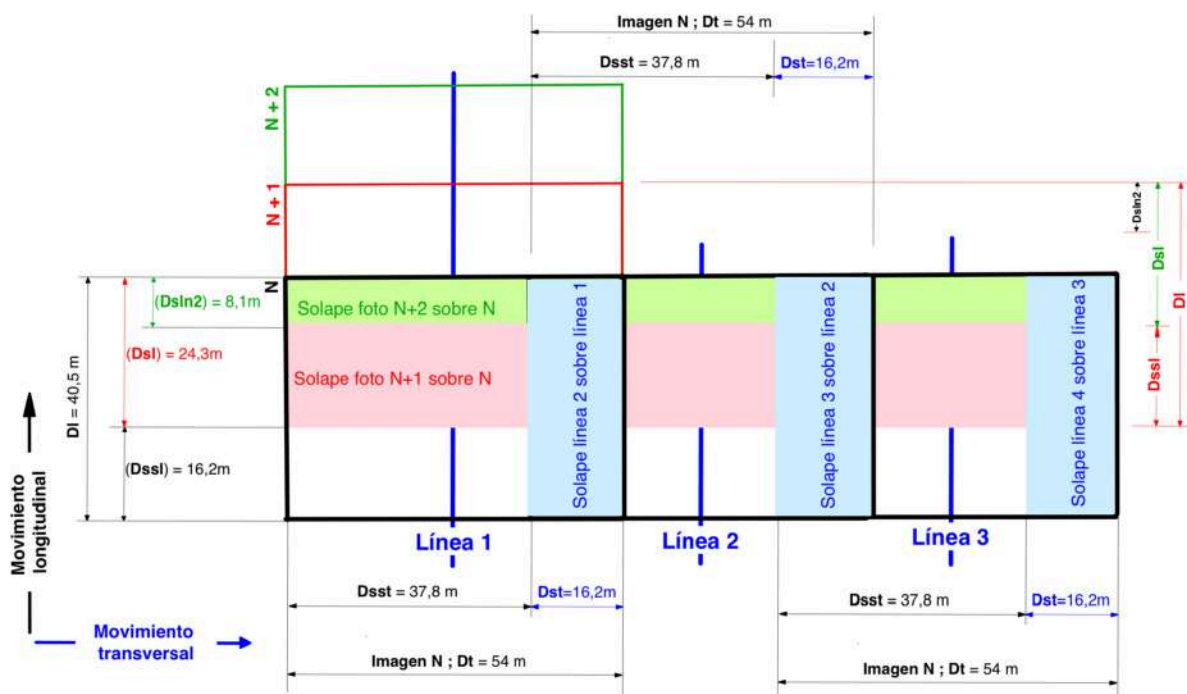 Imagen N ; Dt = 54 m
Dsst = 37,8 m
Dst=16,2m
N + 2
N + 1
N
+Dsln2+
Dsl
Dl
Dssl
(Dsln2) = 8,1m
(Dsl) = 24,3m
(Dssl) = 16,2m
Dl = 40,5 m
Solape foto N+2 sobre N
Solape foto N+1 sobre N
Solape línea 2 sobre línea 1
Solape línea 3 sobre línea 2
Solape línea 4 sobre línea 3
Línea 1
Línea 2
Línea 3
Movimiento
longitudinal
Dsst = 37,8 m
Dst=16,2m
Dsst = 37,8 m
Dst=16,2m
Movimiento
transversal
Imagen N ; Dt = 54 m
Imagen N ; Dt = 54 m